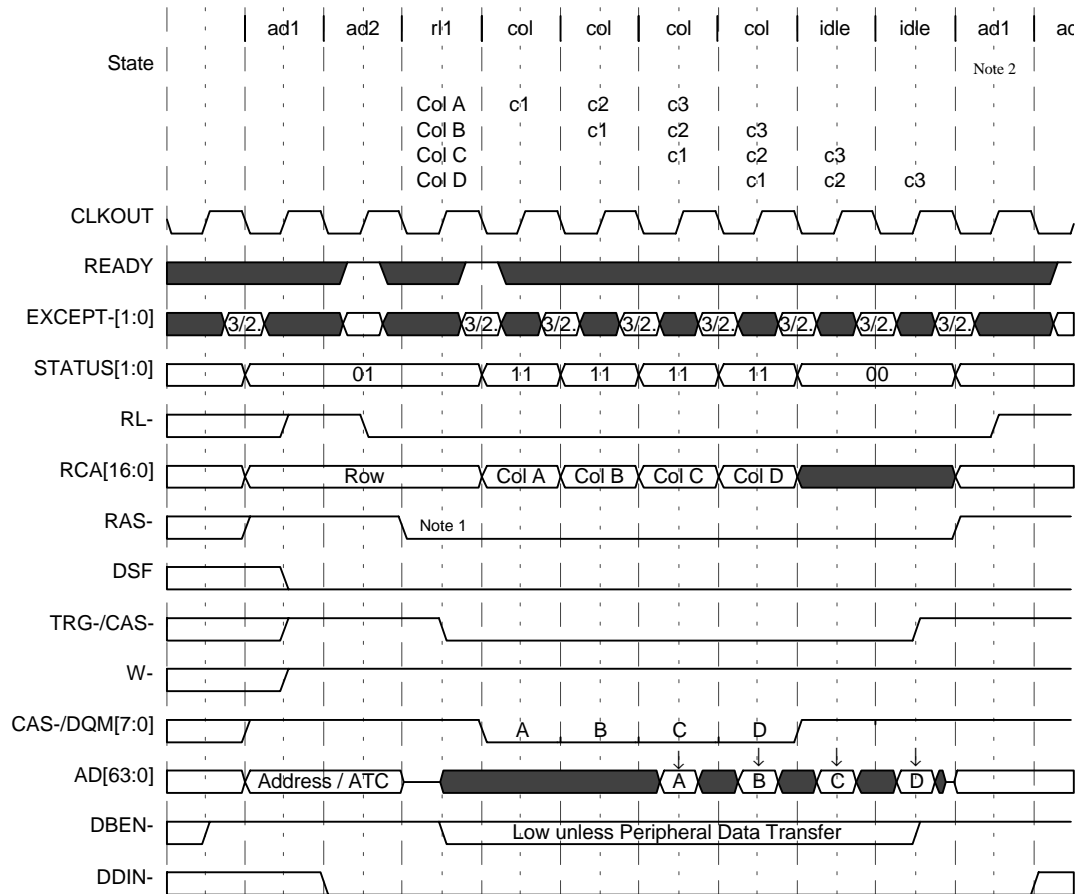 ad1 ad2 rl1 col col col col idle idle ad1 ad
State Note 2
Col A c1 c2 c3
Col B c1 c2 c3
Col C c1 c2 c3
Col D c1 c2 c3
CLKOUT
READY
EXCEPT-[1:0] 3/2. 3/2. 3/2. 3/2. 3/2. 3/2. 3/2. 3/2.
STATUS[1:0] 01 11 11 11 11 00
RL-
RCA[16:0] Row Col A Col B Col C Col D
RAS- Note 1
DSF
TRG-/CAS-
W-
CAS-/DQM[7:0] A B C D
AD[63:0] Address / ATC A B C D
DBEN- Low unless Peripheral Data Transfer
DDIN-